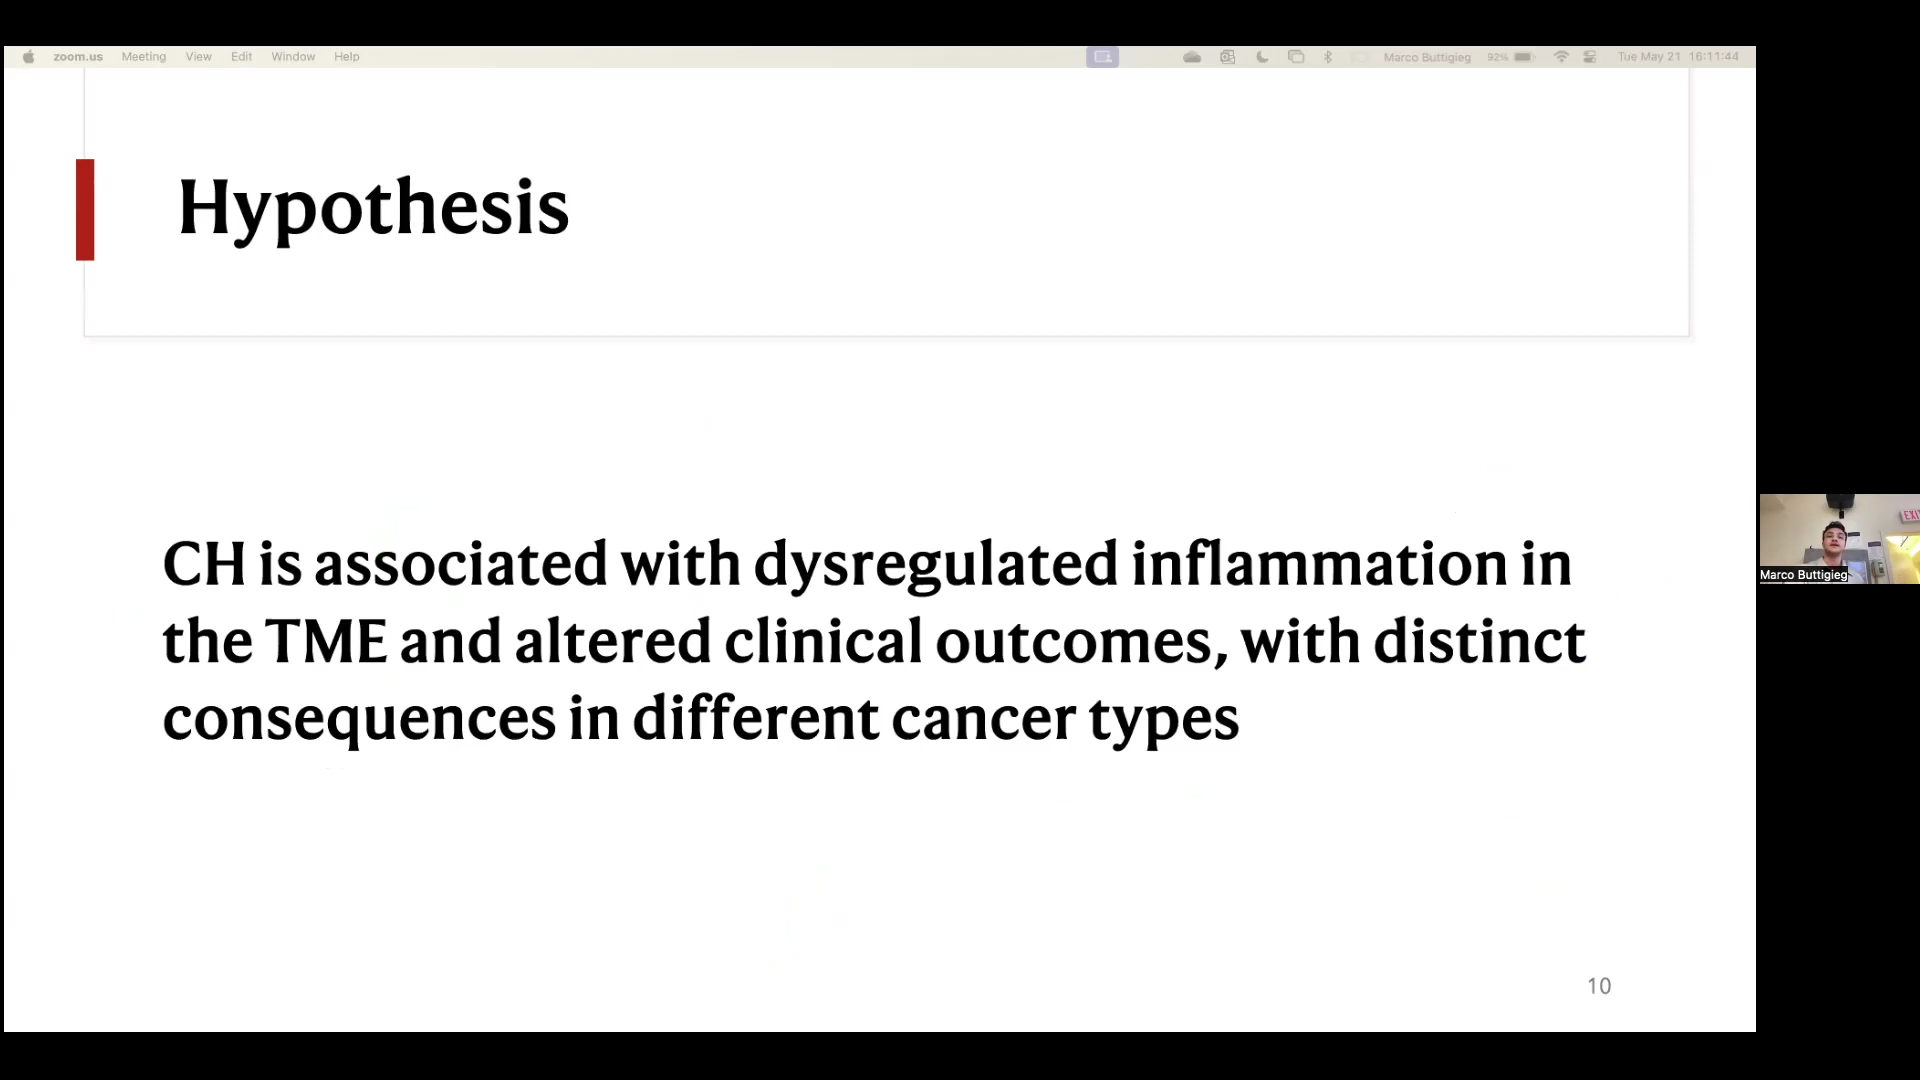 zoom.us Meeting View Edit Window Help Marco Buttigieg 92% Tue May 21 16:11:44
Hypothesis
CH is associated with dysregulated inflammation in
the TME and altered clinical outcomes, with distinct
consequences in different cancer types
10
EXI
Marco Buttigieg